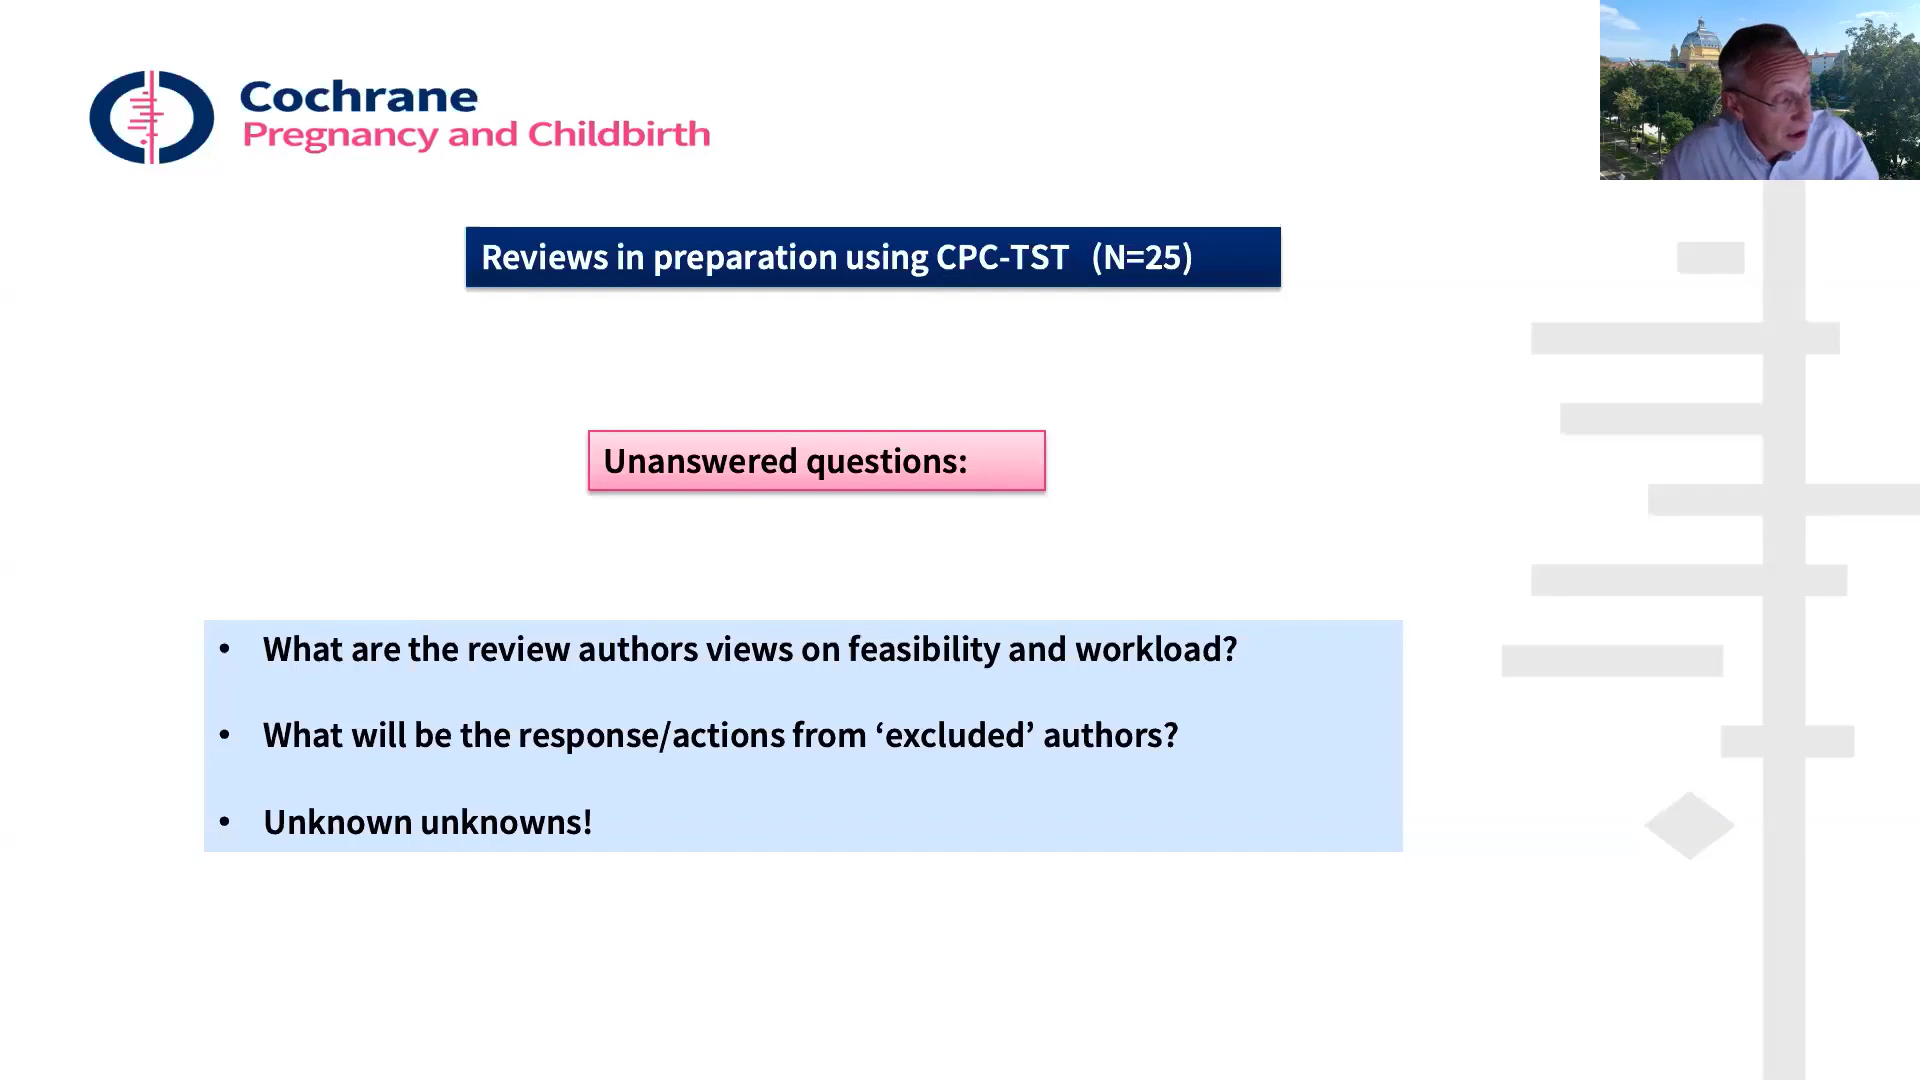 Cochrane
Pregnancy and Childbirth
Reviews in preparation using CPC-TST (N=25)
Unanswered questions:
• What are the review authors views on feasibility and workload?
• What will be the response/actions from ‘excluded’ authors?
• Unknown unknowns!